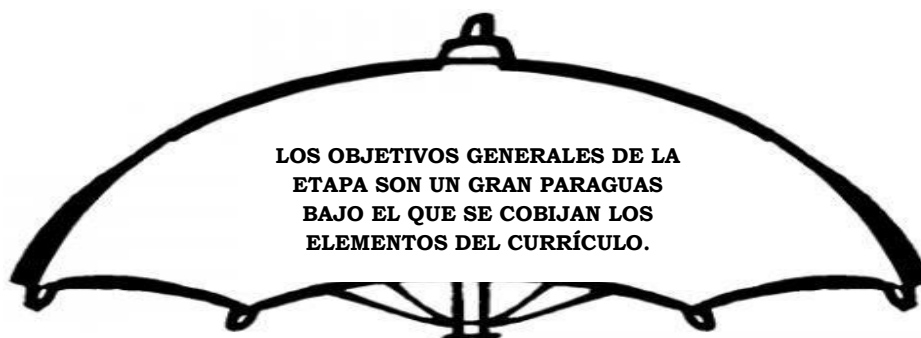 LOS OBJETIVOS GENERALES DE LA
ETAPA SON UN GRAN PARAGUAS
BAJO EL QUE SE COBIJAN LOS
ELEMENTOS DEL CURRÍCULO.